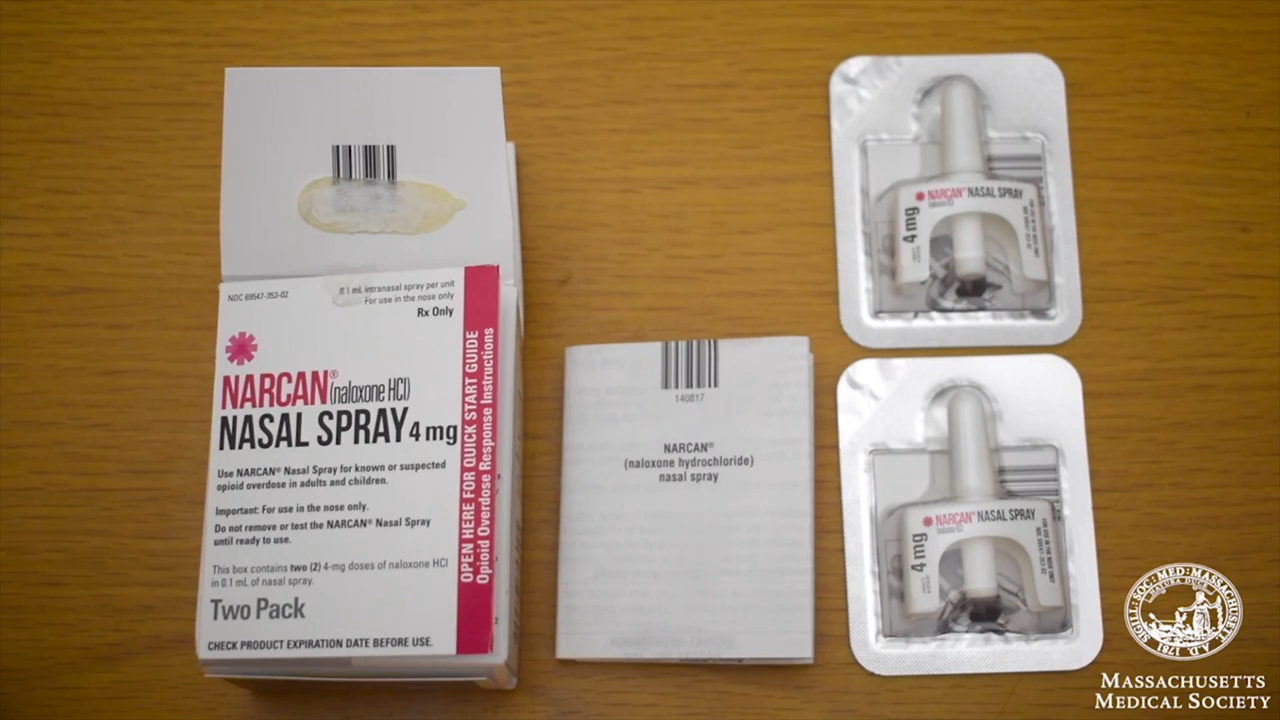 NDC 69547-353-02
0.1 mL intranasal spray per unit
For use in the nose only
Rx Only
NARCAN® (naloxone HCl)
NASAL SPRAY 4 mg
Use NARCAN® Nasal Spray for known or suspected
opioid overdose in adults and children.
Important: For use in the nose only.
Do not remove or test the NARCAN® Nasal Spray
until ready to use.
This box contains two (2) 4-mg doses of naloxone HCl
in 0.1 mL of nasal spray.
Two Pack
CHECK PRODUCT EXPIRATION DATE BEFORE USE.
OPEN HERE FOR QUICK START GUIDE
Opioid Overdose Response Instructions
140817
NARCAN®
(naloxone hydrochloride)
nasal spray
NARCAN® NASAL SPRAY
4 mg
NARCAN® NASAL SPRAY
4 mg
SIGILL: SOC: MED: MASSACHUSETT
A.D. 1781
MASSACHUSETTS
MEDICAL SOCIETY